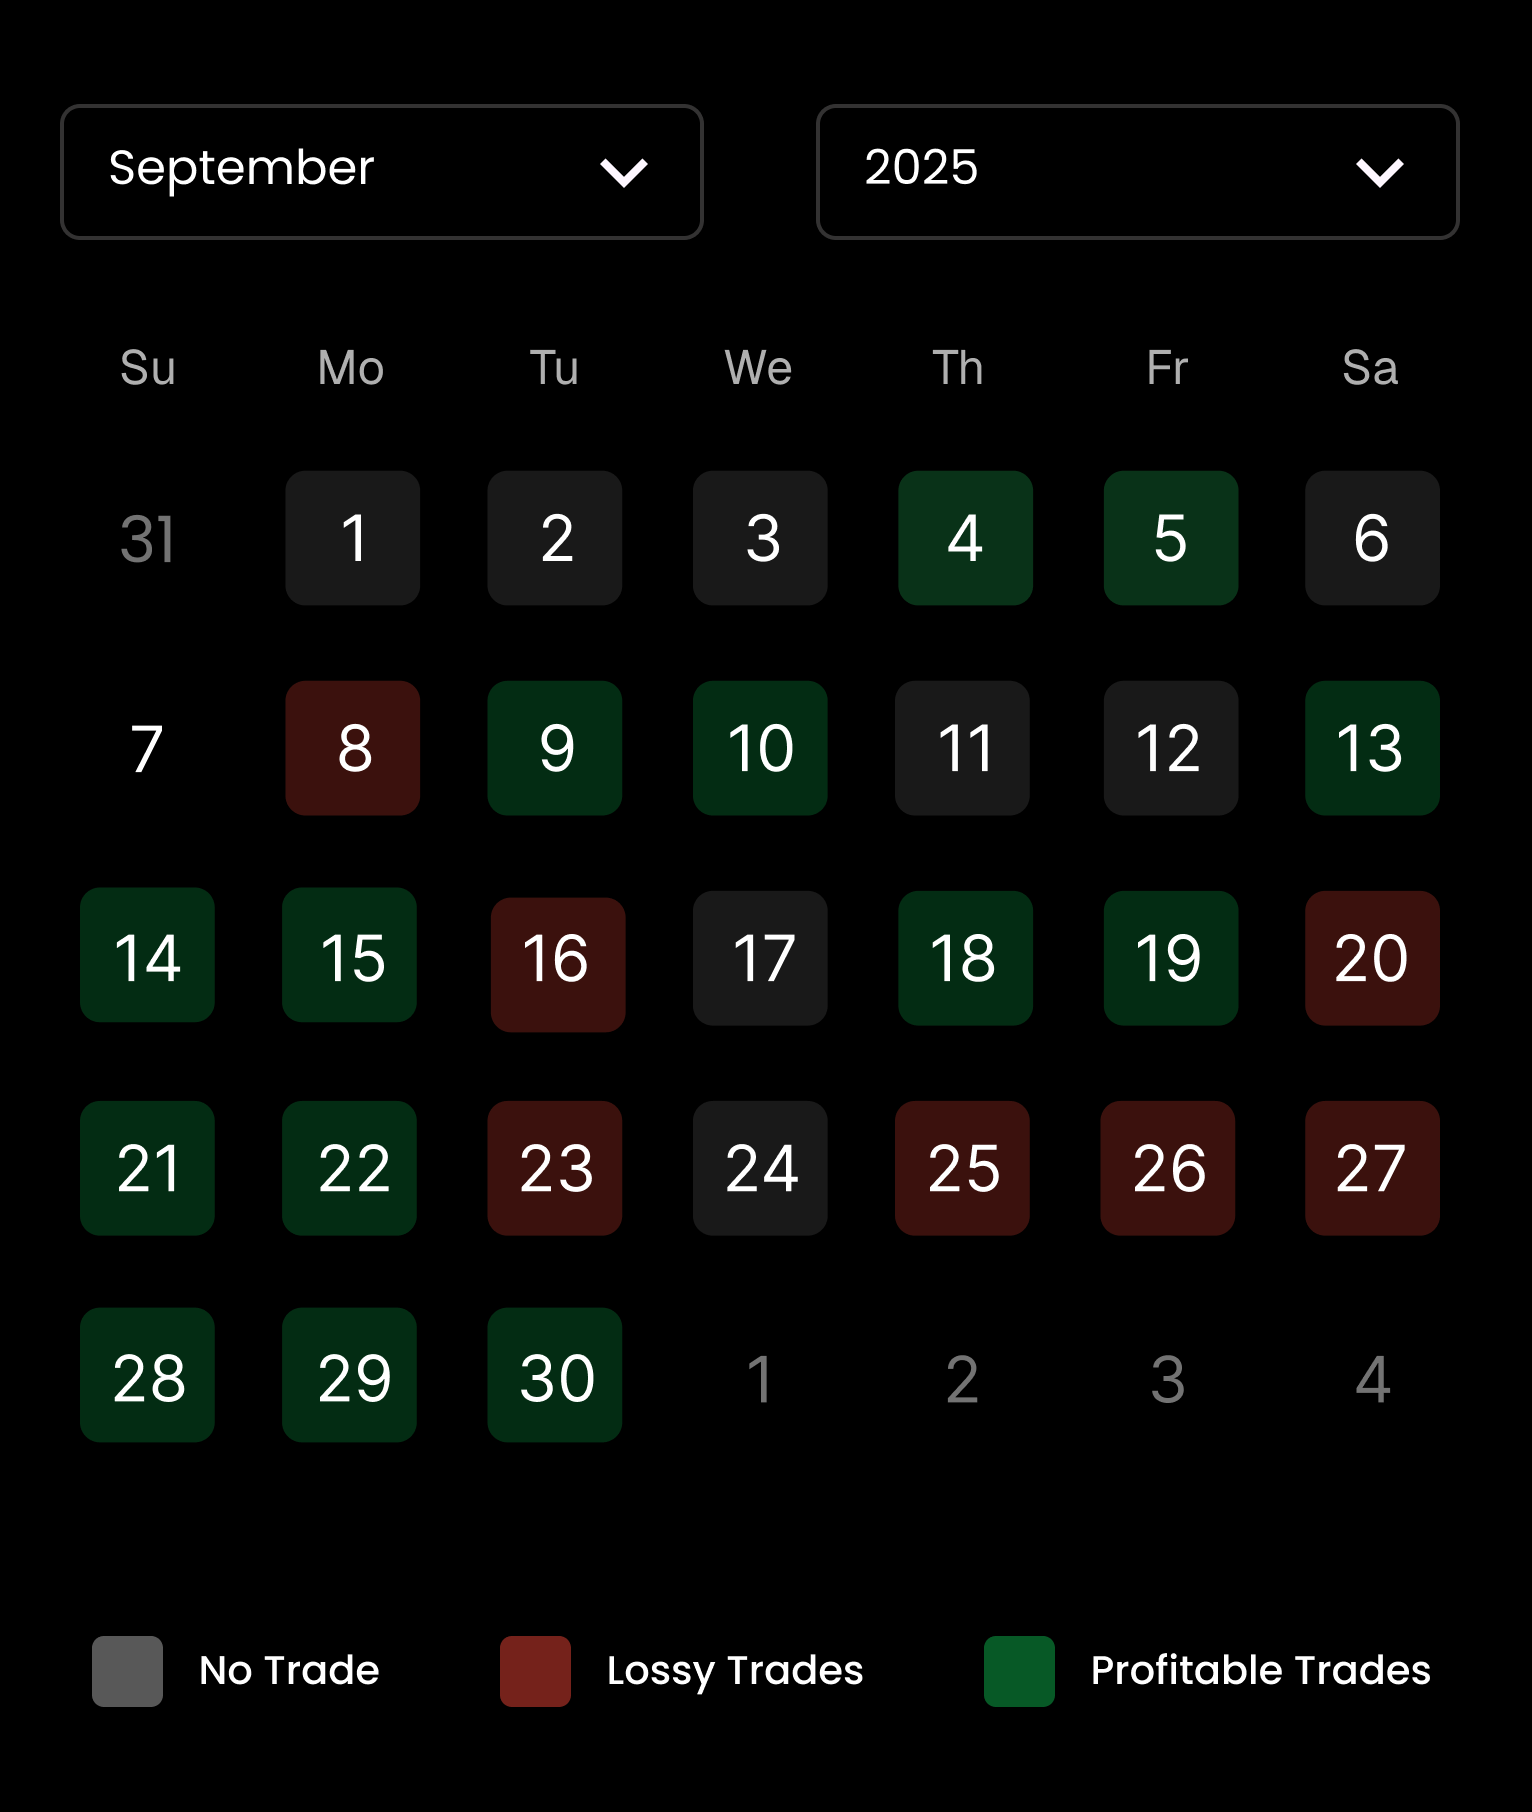 September 2025
Su Mo Tu We Th Fr Sa
31 1 2 3 4 5 6
7 8 9 10 11 12 13
14 15 16 17 18 19 20
21 22 23 24 25 26 27
28 29 30 1 2 3 4
No Trade Lossy Trades Profitable Trades